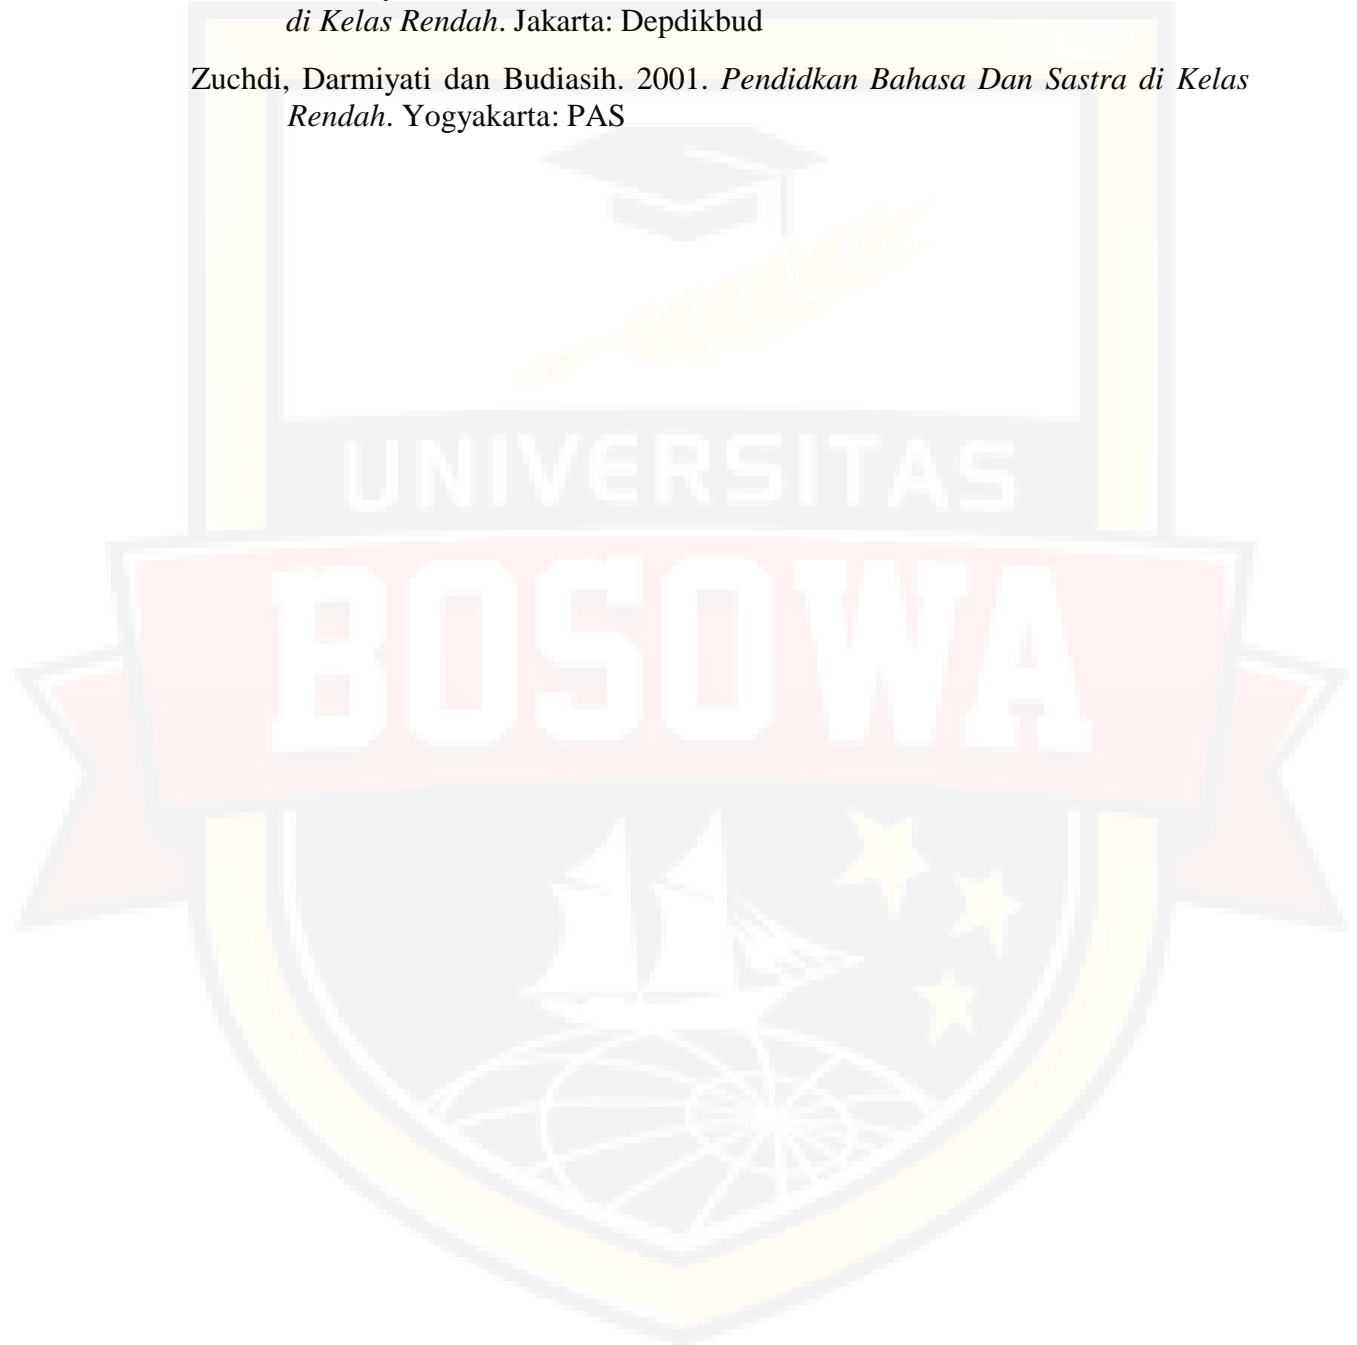 di Kelas Rendah. Jakarta: Depdikbud
Zuchdi, Darmiyati dan Budiasih. 2001. Pendidkan Bahasa Dan Sastra di Kelas
Rendah. Yogyakarta: PAS
UNIVERSITAS
BOSOWA